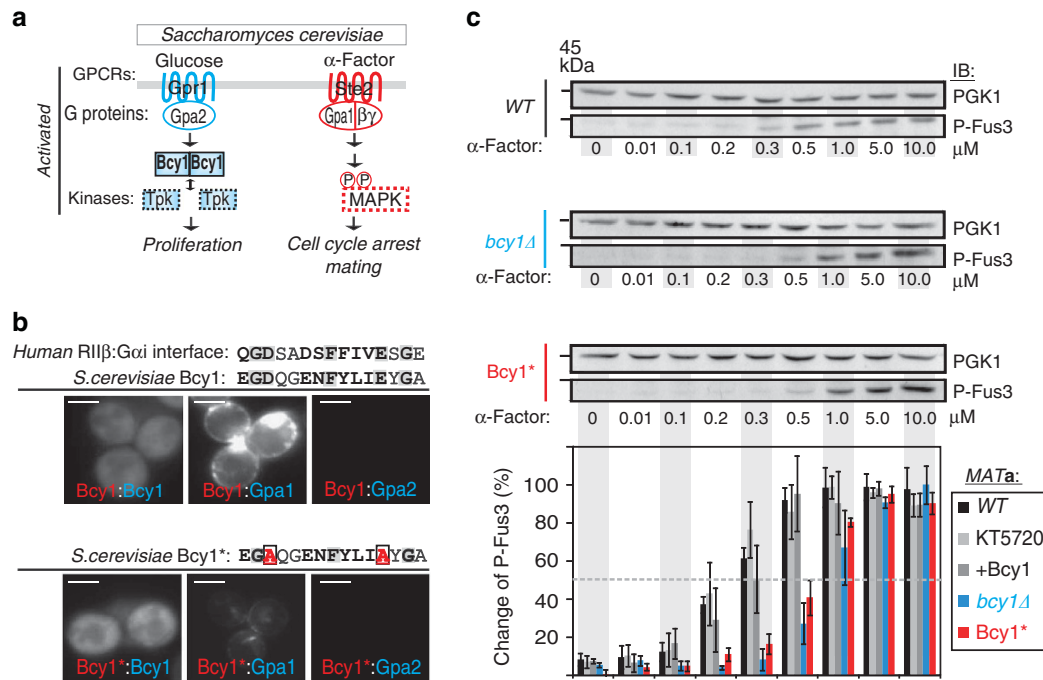 a
Saccharomyces cerevisiae
Glucose α-Factor
GPCRs: Gpr1 Ste2
G proteins: Gpa2 Gpa1 βγ
Activated
Bcy1 Bcy1
P P
Kinases: Tpk Tpk MAPK
Proliferation Cell cycle arrest
mating
b
Human RIIβ:Gαi interface: QGDSADSFFIVESGE
S.cerevisiae Bcy1: EGDQGENFYLIEYGA
Bcy1:Bcy1 Bcy1:Gpa1 Bcy1:Gpa2
S.cerevisiae Bcy1*: EGAQGENFYLIAYGA
Bcy1*:Bcy1 Bcy1*:Gpa1 Bcy1*:Gpa2
c
45
kDa
IB:
WT
PGK1
P-Fus3
α-Factor: 0 0.01 0.1 0.2 0.3 0.5 1.0 5.0 10.0 μM
bcy1Δ
PGK1
P-Fus3
α-Factor: 0 0.01 0.1 0.2 0.3 0.5 1.0 5.0 10.0 μM
Bcy1*
PGK1
P-Fus3
α-Factor: 0 0.01 0.1 0.2 0.3 0.5 1.0 5.0 10.0 μM
Change of P-Fus3 (%)
100
80
60
40
20
MATa:
WT
KT5720
+Bcy1
bcy1Δ
Bcy1*